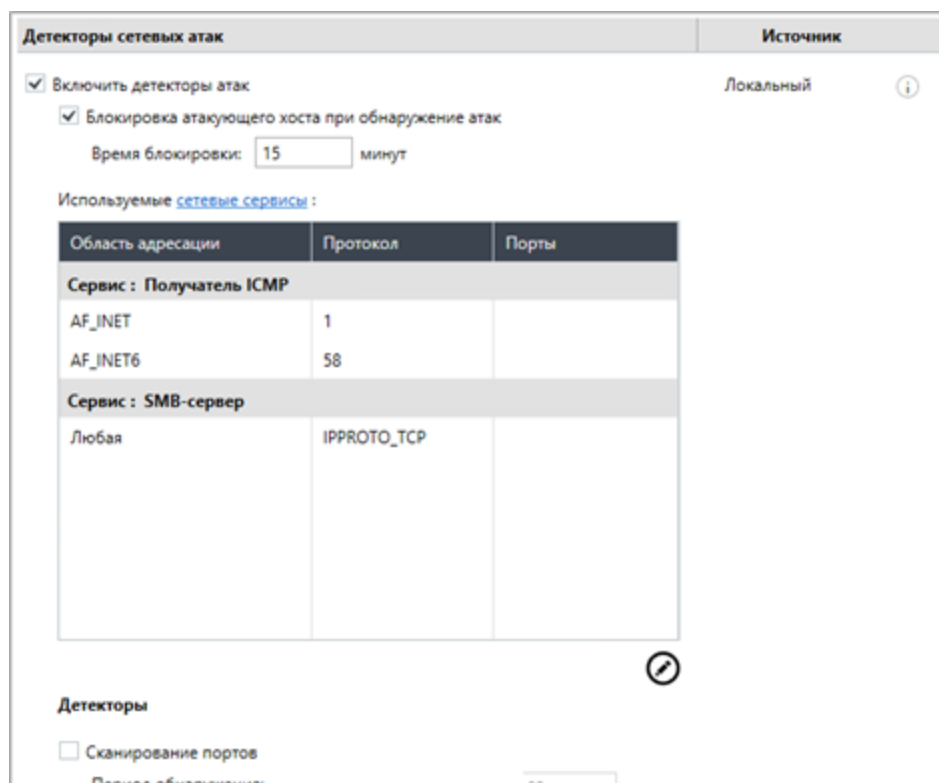 Детекторы сетевых атак Источник
Включить детекторы атак Локальный
Блокировка атакующего хоста при обнаружение атак
Время блокировки: 15 минут
Используемые сетевые сервисы :
Область адресации Протокол Порты
Сервис : Получатель ICMP
AF_INET 1
AF_INET6 58
Сервис : SMB-сервер
Любая IPPROTO_TCP
Детекторы
Сканирование портов